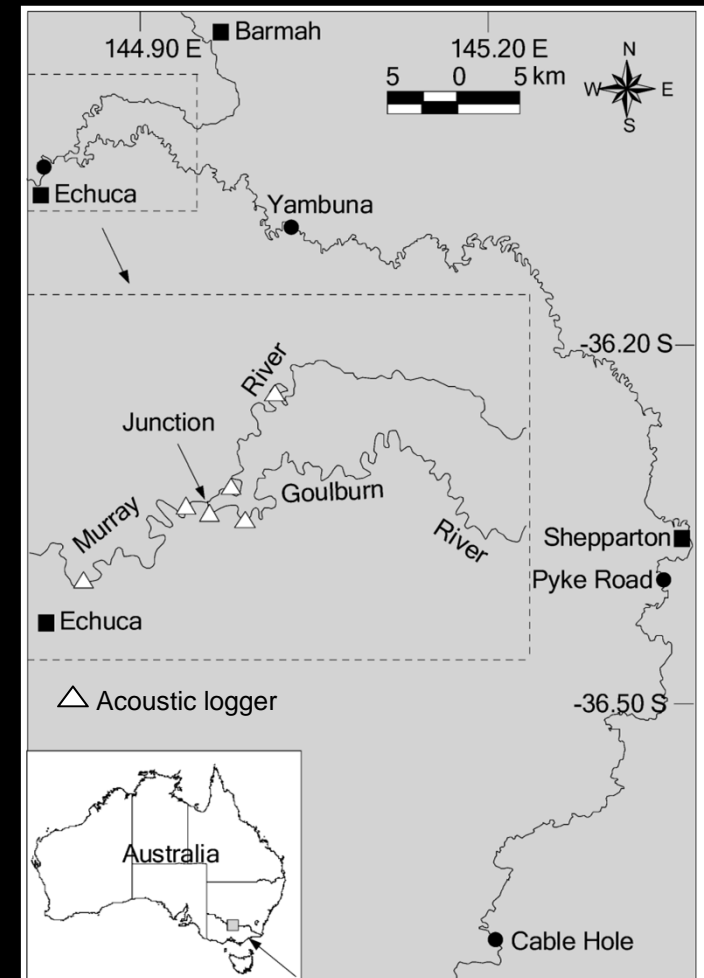 Barmah
144.90 E
145.20 E
5 0 5 km
N
W E
S
Echuca
Yambuna
-36.20 S
River
Junction
Goulburn
Murray
River
Shepparton
Pyke Road
Echuca
-36.50 S
Acoustic logger
Australia
Cable Hole